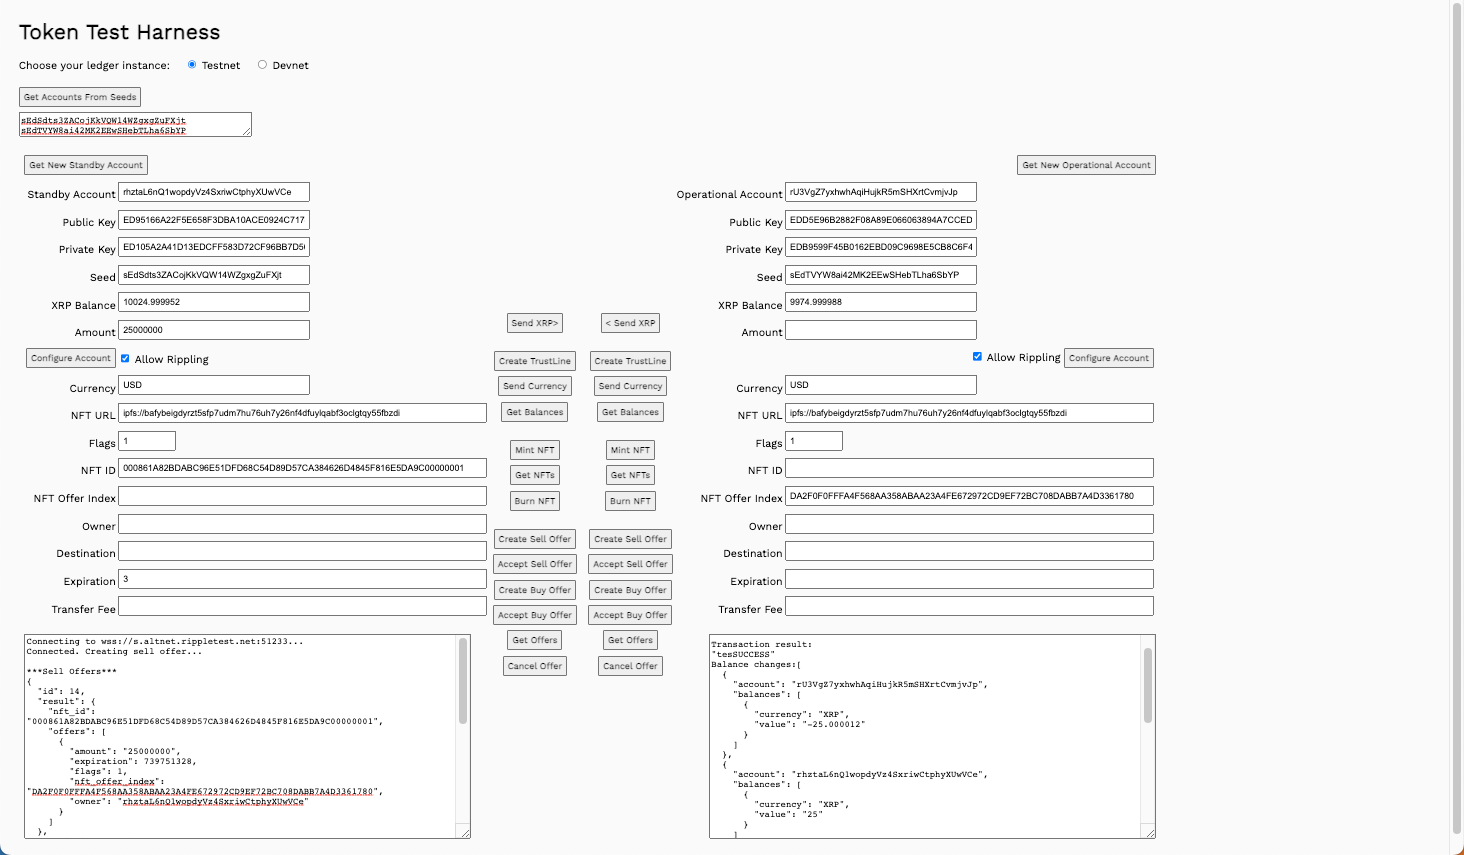 Token Test Harness
Choose your ledger instance: Testnet Devnet
Get Accounts From Seeds
sEdSdts3ZACojKkVQW14WZgxgZuFXjt
sEdTVYW8ai42MK2EEwSHebTLha6SbYP
Get New Standby Account
Get New Operational Account
Standby Account rhztaL6nQ1wopdyVz4SxriwCtphyXUwVCe
Operational Account rU3VgZ7yxhwhAqiHujkR5mSHXrtCvmjvJp
Public Key ED95166A22F5E658F3DBA10ACE0924C717
Public Key EDD5E96B2882F08A89E066063894A7CCED
Private Key ED105A2A41D13EDCFF583D72CF96BB7D5
Private Key EDB9599F45B0162EBD09C9698E5CB8C6F4
Seed sEdSdts3ZACojKkVQW14WZgxgZuFXjt
Seed sEdTVYW8ai42MK2EEwSHebTLha6SbYP
XRP Balance 10024.999952
XRP Balance 9974.999988
Amount 25000000
Send XRP> < Send XRP
Amount
Configure Account Allow Rippling
Create TrustLine Create TrustLine
Allow Rippling Configure Account
Currency USD
Send Currency Send Currency
Currency USD
NFT URL ipfs://bafybeigdyrzt5sfp7udm7hu76uh7y26nf4dfuylqabf3oclgtqy55fbzdi
Get Balances Get Balances
NFT URL ipfs://bafybeigdyrzt5sfp7udm7hu76uh7y26nf4dfuylqabf3oclgtqy55fbzdi
Flags 1
Mint NFT Mint NFT
Flags 1
NFT ID 000861A82BDABC96E51DFD68C54D89D57CA384626D4845F816E5DA9C00000001
Get NFTs Get NFTs
NFT ID
NFT Offer Index
Burn NFT Burn NFT
NFT Offer Index DA2F0F0FFFA4F568AA358ABAA23A4FE672972CD9EF72BC708DABB7A4D3361780
Owner
Create Sell Offer Create Sell Offer
Owner
Destination
Accept Sell Offer Accept Sell Offer
Destination
Expiration 3
Create Buy Offer Create Buy Offer
Expiration
Transfer Fee
Accept Buy Offer Accept Buy Offer
Transfer Fee
Get Offers Get Offers
Cancel Offer Cancel Offer
Connecting to wss://s.altnet.rippletest.net:51233...
Connected. Creating sell offer...
***Sell Offers***
{
"id": 14,
"result": {
"nft_id":
"000861A82BDABC96E51DFD68C54D89D57CA384626D4845F816E5DA9C00000001",
"offers": [
{
"amount": "25000000",
"expiration": 739751328,
"flags": 1,
"nft_offer_index":
"DA2F0F0FFFA4F568AA358ABAA23A4FE672972CD9EF72BC708DABB7A4D3361780",
"owner": "rhztaL6nQ1wopdyVz4SxriwCtphyXUwVCe"
}
]
},
Transaction result:
"tesSUCCESS"
Balance changes:[
{
"account": "rU3VgZ7yxhwhAqiHujkR5mSHXrtCvmjvJp",
"balances": [
{
"currency": "XRP",
"value": "-25.000012"
}
]
},
{
"account": "rhztaL6nQ1wopdyVz4SxriwCtphyXUwVCe",
"balances": [
{
"currency": "XRP",
"value": "25"
}
]